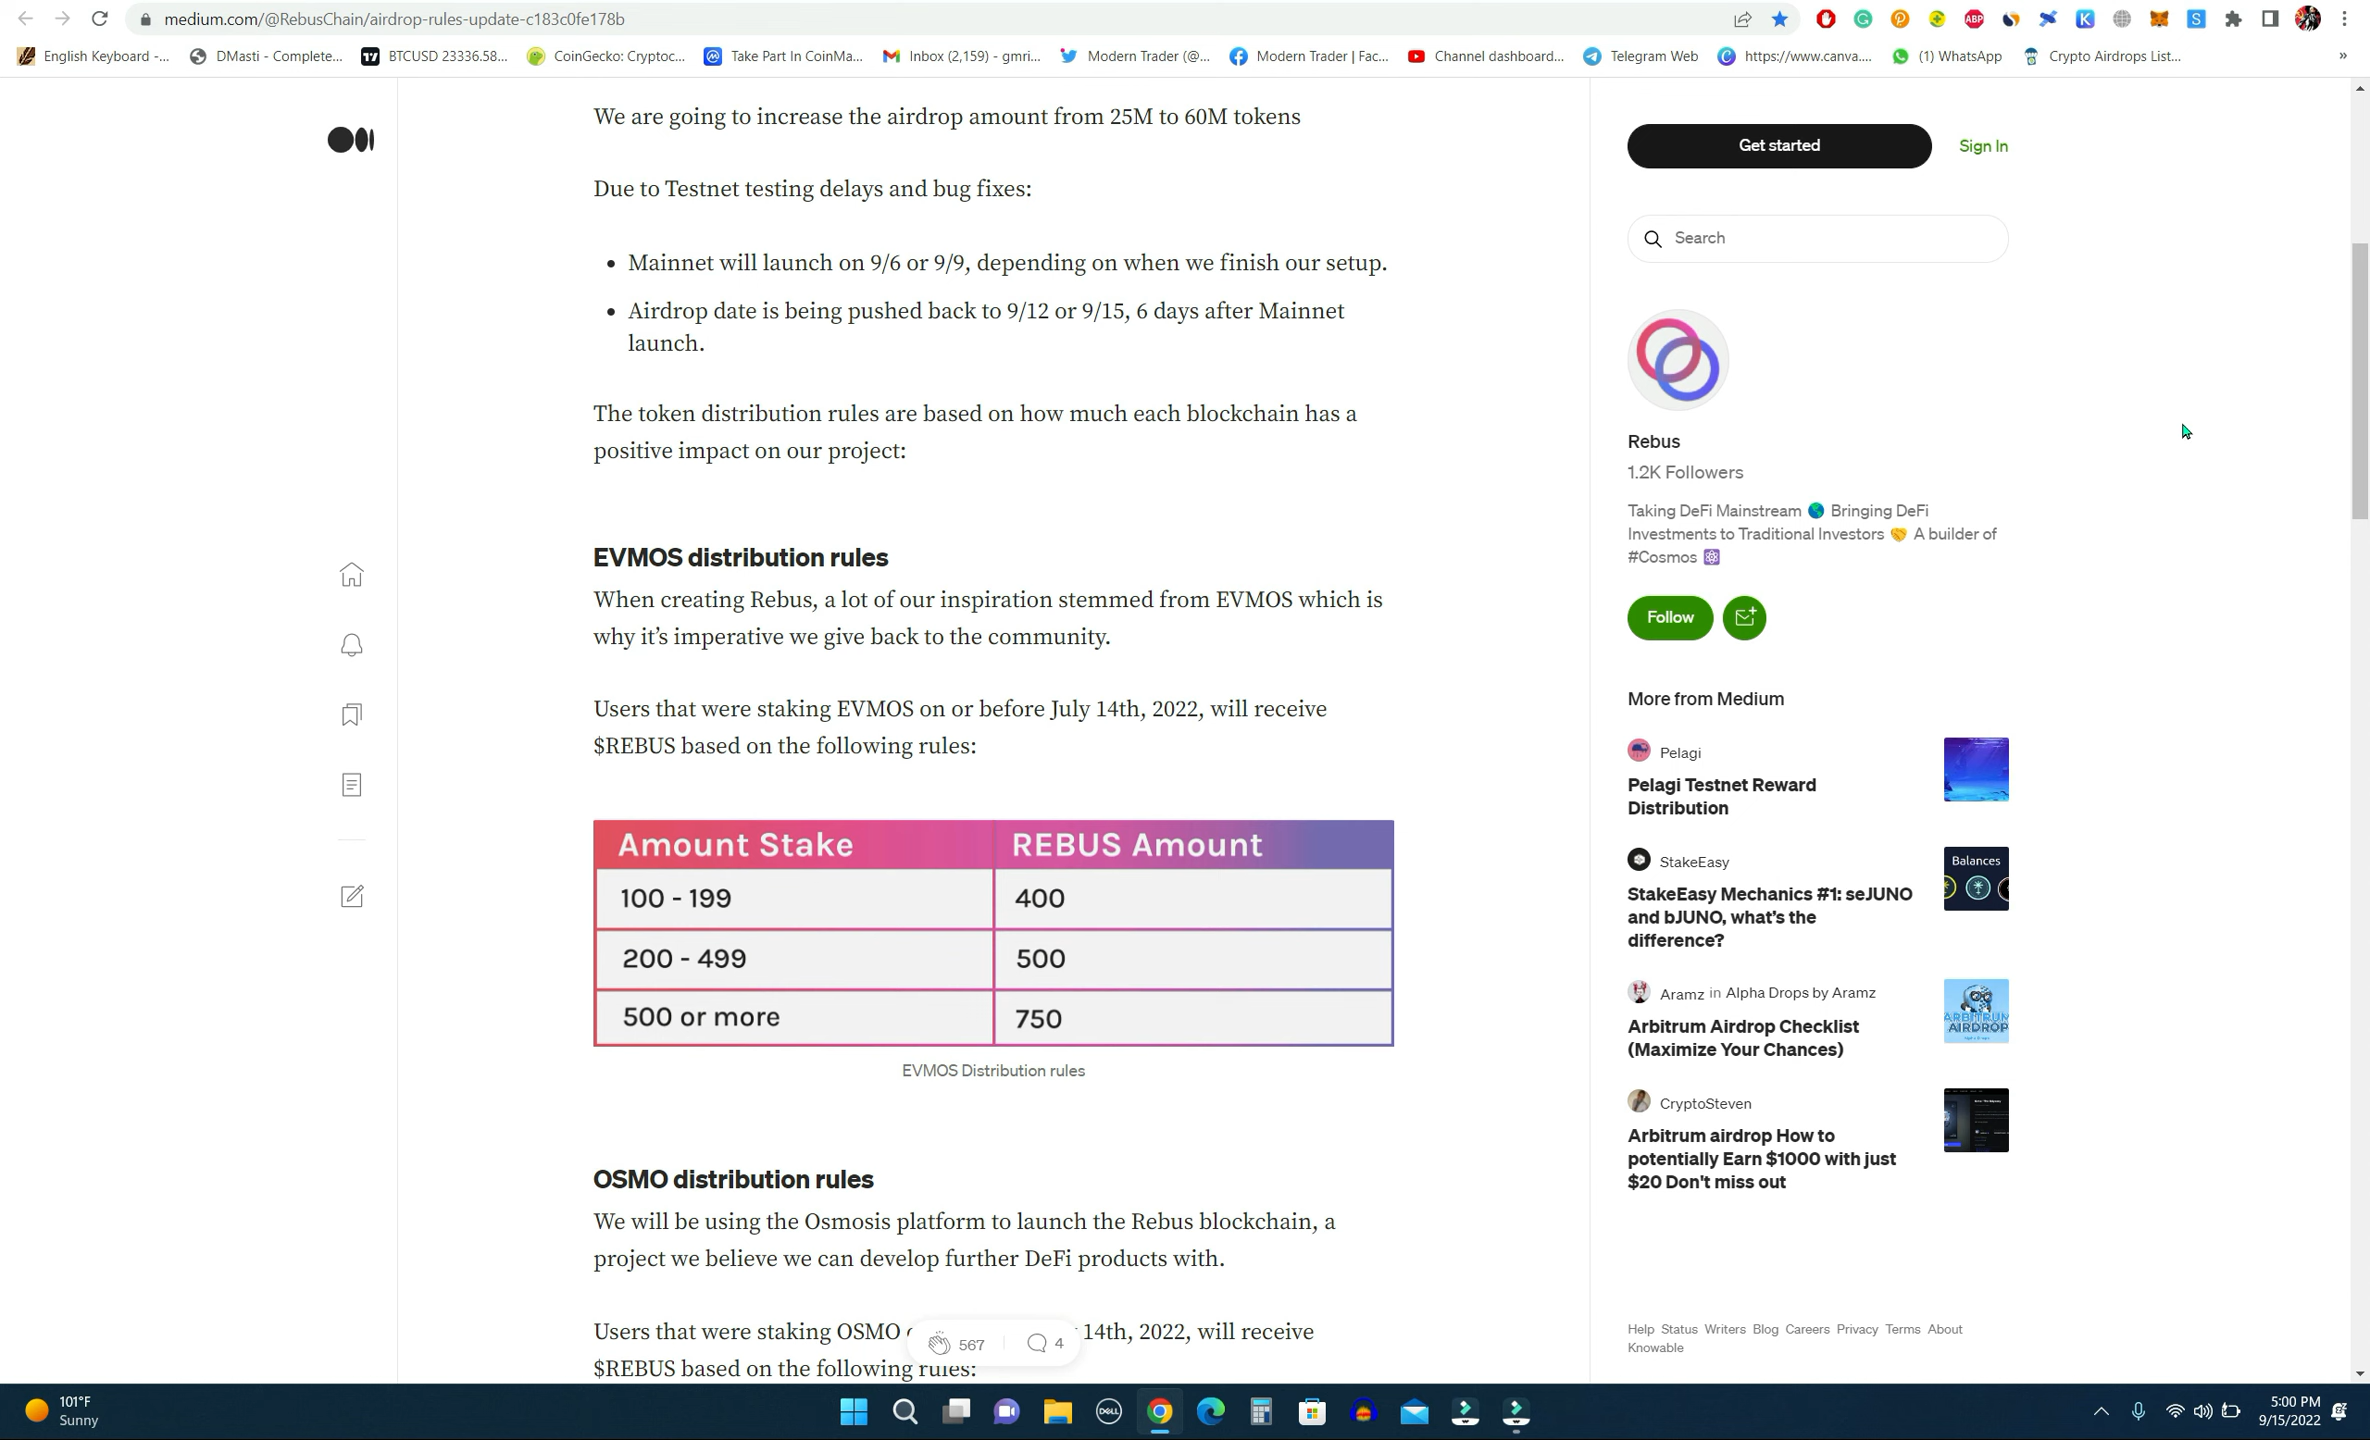 medium.com/@RebusChain/airdrop-rules-update-c183c0fe178b
English Keyboard -...
DMasti - Complete...
BTCUSD 23336.58...
CoinGecko: Cryptoc...
Take Part In CoinMa...
Inbox (2,159) - gmri...
Modern Trader (@...
Modern Trader | Fac...
Channel dashboard...
Telegram Web
https://www.canva....
(1) WhatsApp
Crypto Airdrops List...
»
We are going to increase the airdrop amount from 25M to 60M tokens
Due to Testnet testing delays and bug fixes:
• Mainnet will launch on 9/6 or 9/9, depending on when we finish our setup.
• Airdrop date is being pushed back to 9/12 or 9/15, 6 days after Mainnet
launch.
The token distribution rules are based on how much each blockchain has a
positive impact on our project:
EVMOS distribution rules
When creating Rebus, a lot of our inspiration stemmed from EVMOS which is
why it’s imperative we give back to the community.
Users that were staking EVMOS on or before July 14th, 2022, will receive
$REBUS based on the following rules:
Amount Stake REBUS Amount
100 - 199 400
200 - 499 500
500 or more 750
EVMOS Distribution rules
OSMO distribution rules
We will be using the Osmosis platform to launch the Rebus blockchain, a
project we believe we can develop further DeFi products with.
Users that were staking OSMO 14th, 2022, will receive
$REBUS based on the following rules:
567 4
Get started
Sign In
Search
Rebus
1.2K Followers
Taking DeFi Mainstream 🌎 Bringing DeFi
Investments to Traditional Investors 🤝 A builder of
#Cosmos ⚛️
Follow
More from Medium
Pelagi
Pelagi Testnet Reward
Distribution
StakeEasy
StakeEasy Mechanics #1: seJUNO
and bJUNO, what’s the
difference?
Balances
Aramz in Alpha Drops by Aramz
Arbitrum Airdrop Checklist
(Maximize Your Chances)
ARBITRUM
AIRDROP
CryptoSteven
Arbitrum airdrop How to
potentially Earn $1000 with just
$20 Don't miss out
Help Status Writers Blog Careers Privacy Terms About
Knowable
101°F
Sunny
DELL
5:00 PM
9/15/2022